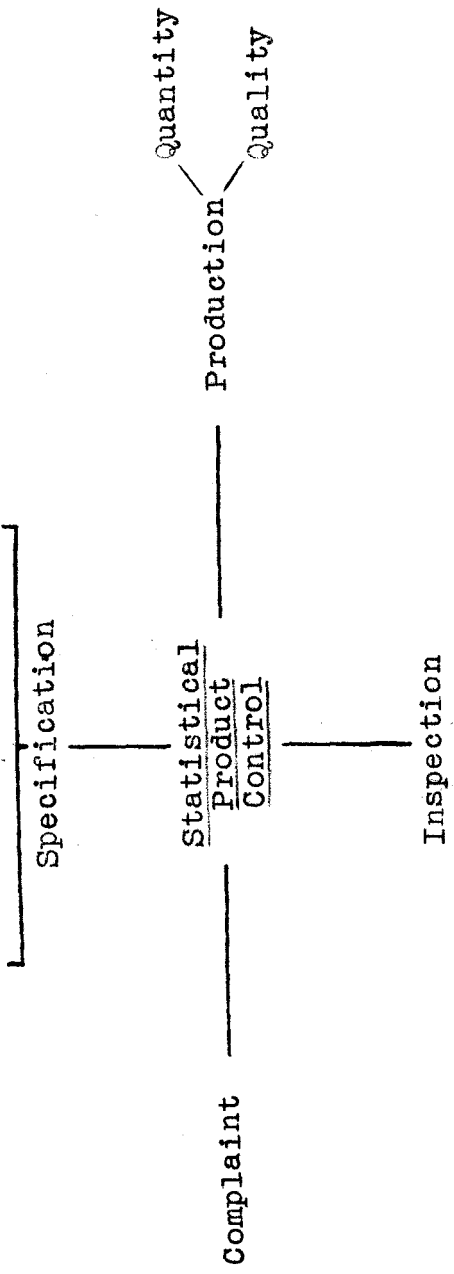 Specification
Statistical
Product
Control
Complaint
Production
Quantity
Quality
Inspection